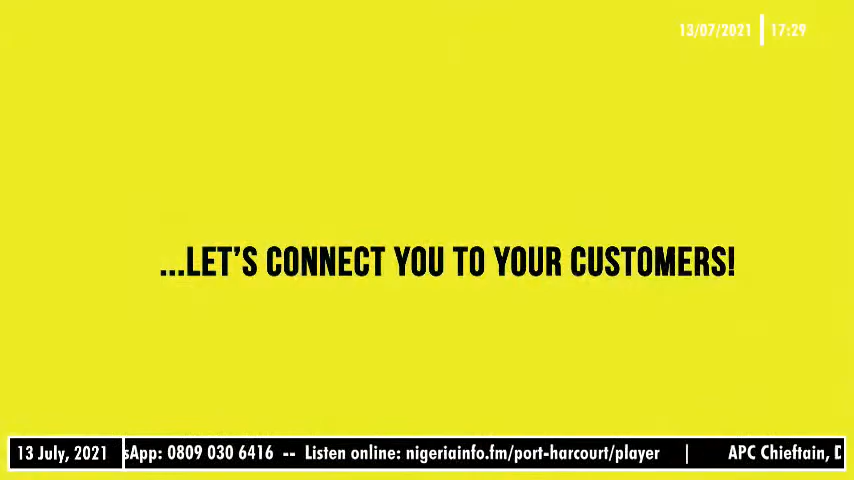 13/07/2021 | 17:29
...LET'S CONNECT YOU TO YOUR CUSTOMERS!
13 July, 2021 sApp: 0809 030 6416 -- Listen online: nigeriainfo.fm/port-harcourt/player | APC Chieftain,